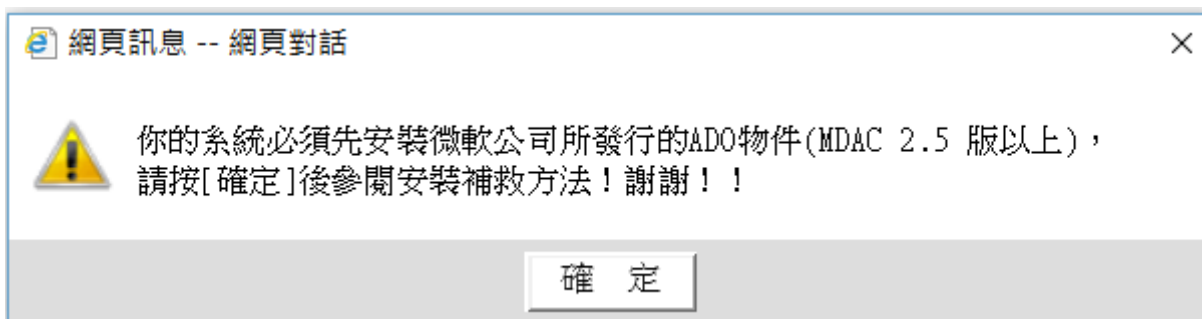 網頁訊息 -- 網頁對話
你的系統必須先安裝微軟公司所發行的ADO物件(MDAC 2.5 版以上)，
請按[確定]後參閱安裝補救方法！謝謝！！
確 定